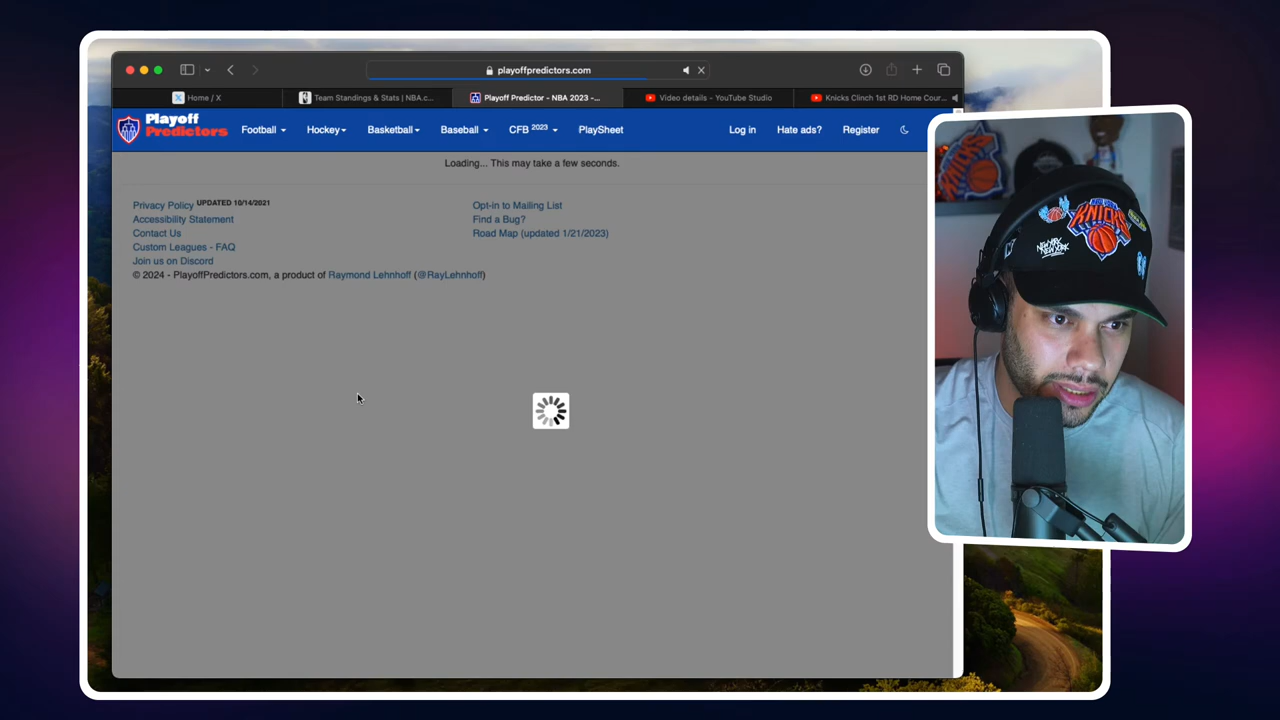 playoffpredictors.com
Home / X
Team Standings & Stats | NBA.c...
Playoff Predictor - NBA 2023 -...
Video details - YouTube Studio
Knicks Clinch 1st RD Home Cour...
Playoff Predictors
Football
Hockey
Basketball
Baseball
CFB 2023
PlaySheet
Log in
Hate ads?
Register
Loading... This may take a few seconds.
Privacy Policy UPDATED 10/14/2021
Accessibility Statement
Contact Us
Custom Leagues - FAQ
Join us on Discord
© 2024 - PlayoffPredictors.com, a product of Raymond Lehnhoff (@RayLehnhoff)
Opt-in to Mailing List
Find a Bug?
Road Map (updated 1/21/2023)
KNICKS
KNICKS
NEW YORK